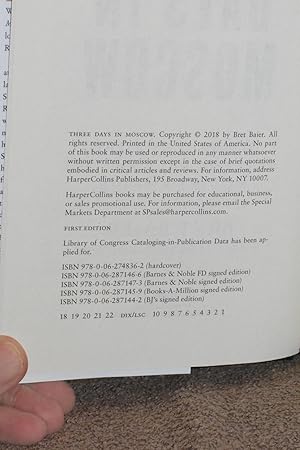 THREE DAYS IN MOSCOW. Copyright © 2018 by Bret Baier. All
rights reserved. Printed in the United States of America. No part
of this book may be used or reproduced in any manner whatsoever
without written permission except in the case of brief quotations
embodied in critical articles and reviews. For information, address
HarperCollins Publishers, 195 Broadway, New York, NY 10007.
HarperCollins books may be purchased for educational, business,
or sales promotional use. For information, please email the Special
Markets Department at SPsales@harpercollins.com.
FIRST EDITION
Library of Congress Cataloging-in-Publication Data has been ap-
plied for.
ISBN 978-0-06-274836-2 (hardcover)
ISBN 978-0-06-287146-6 (Barnes & Noble FD signed edition)
ISBN 978-0-06-287147-3 (Barnes & Noble signed edition)
ISBN 978-0-06-287145-9 (Books-A-Million signed edition)
ISBN 978-0-06-287144-2 (BJ's signed edition)
18 19 20 21 22 DIX/LSC 10 9 8 7 6 5 4 3 2 1